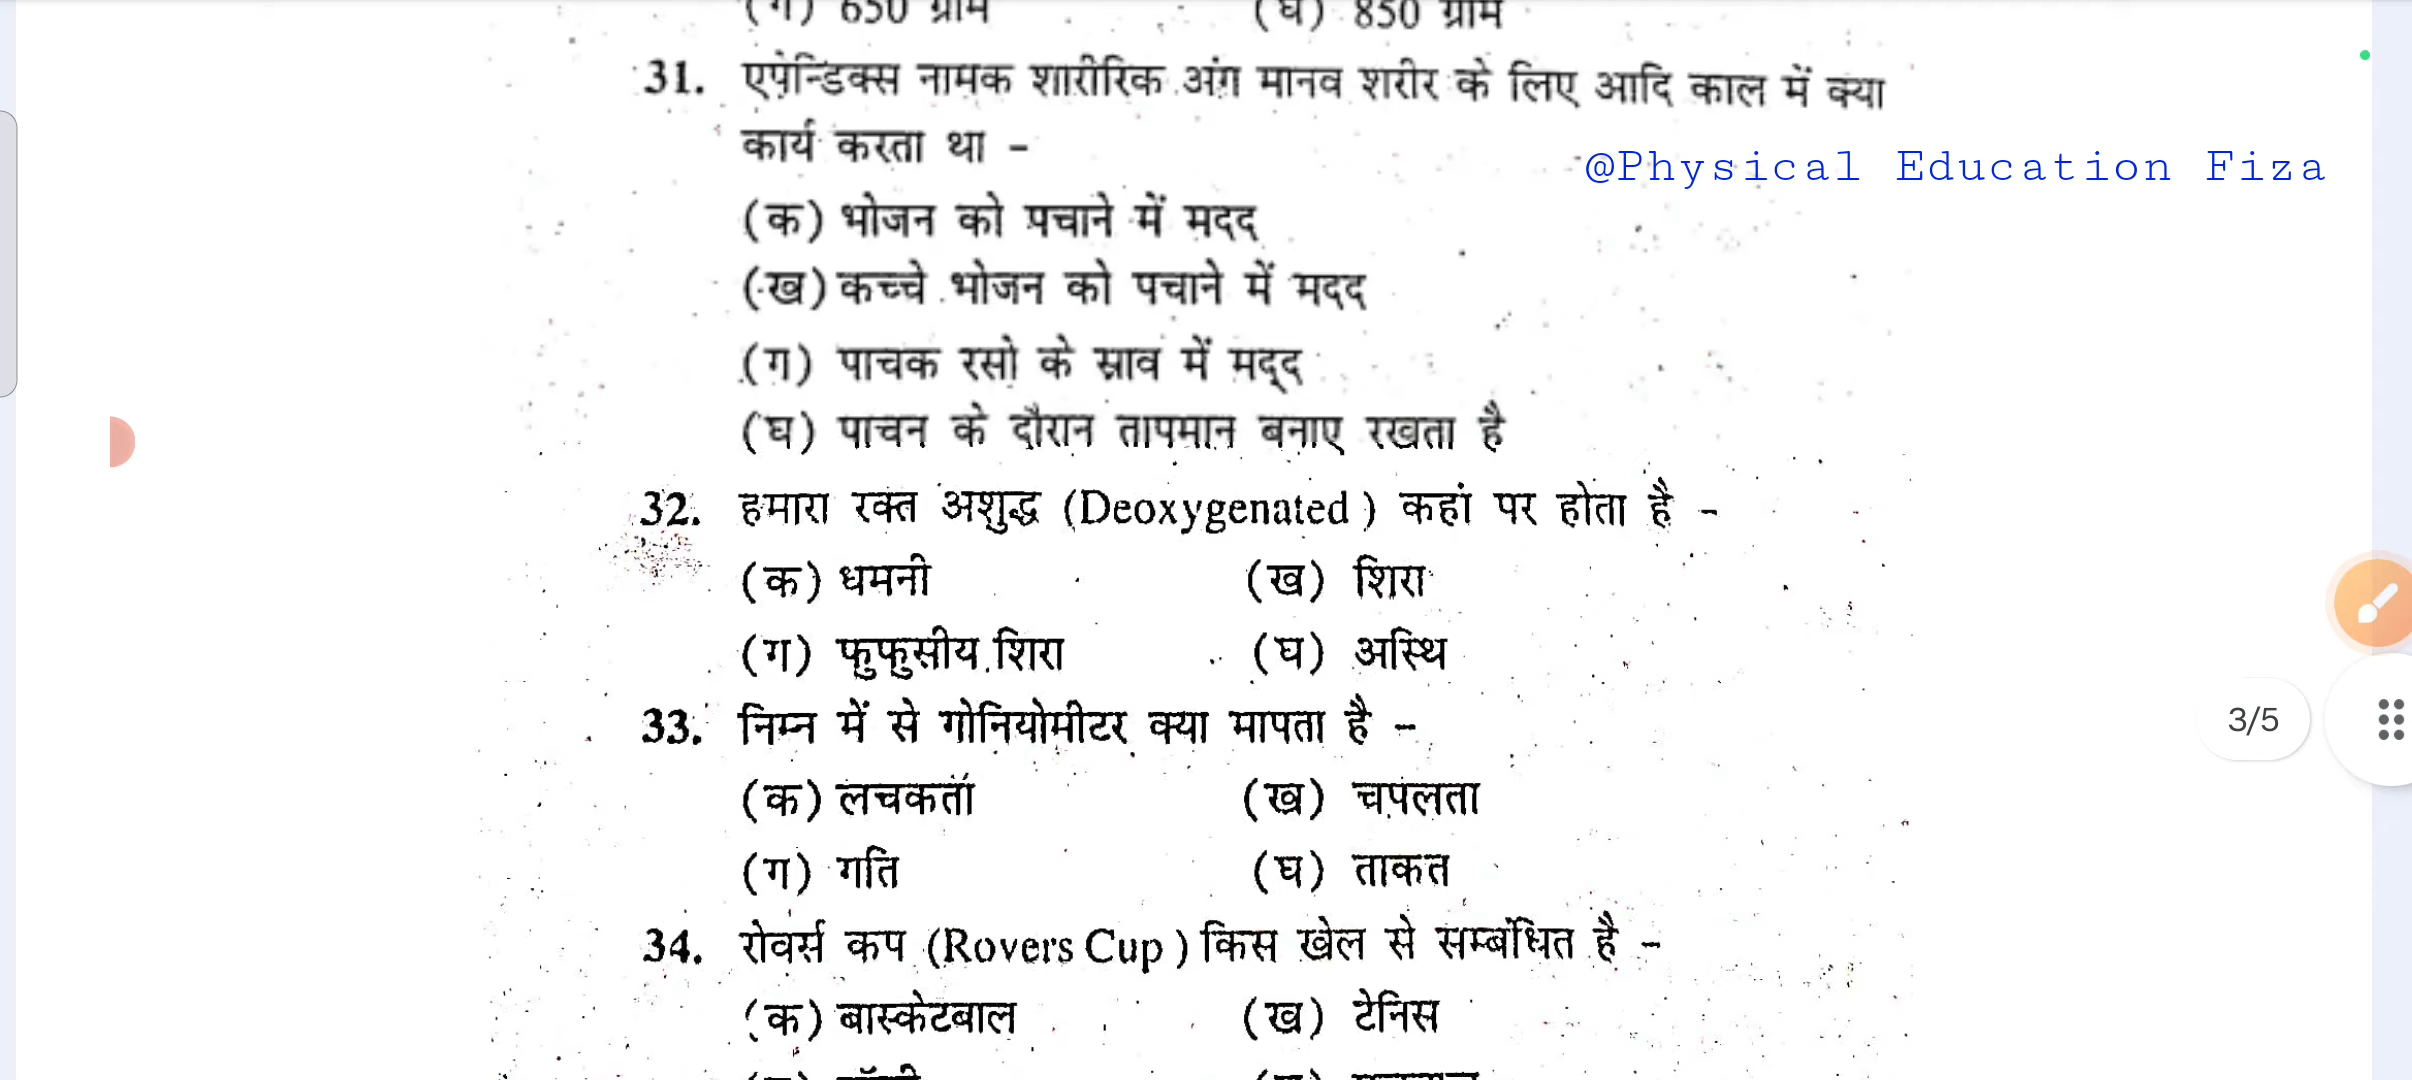 (ग) 650 ग्राम (घ) 850 ग्राम
31. एपेन्डिक्स नामक शारीरिक अंग मानव शरीर के लिए आदि काल में क्या
कार्य करता था -
@Physical Education Fiza
(क) भोजन को पचाने में मदद
(ख) कच्चे भोजन को पचाने में मदद
(ग) पाचक रसो के स्राव में मद्द
(घ) पाचन के दौरान तापमान बनाए रखता है
32. हमारा रक्त अशुद्ध (Deoxygenated) कहां पर होता है -
(क) धमनी (ख) शिरा
(ग) फुफुसीय शिरा (घ) अस्थि
33. निम्न में से गोनियोमीटर क्या मापता है -
(क) लचकता (ख) चपलता
(ग) गति (घ) ताकत
3/5
34. रोवर्स कप (Rovers Cup) किस खेल से सम्बंधित है -
(क) बास्केटबाल (ख) टेनिस